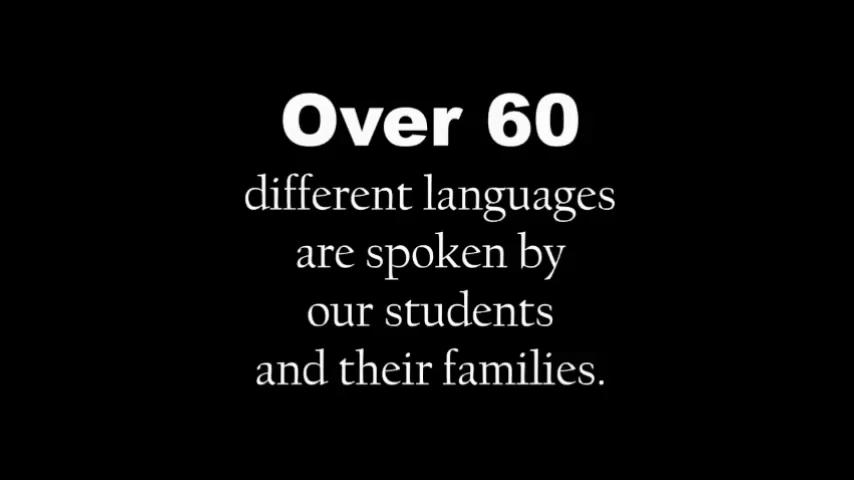 Over 60
different languages
are spoken by
our students
and their families.